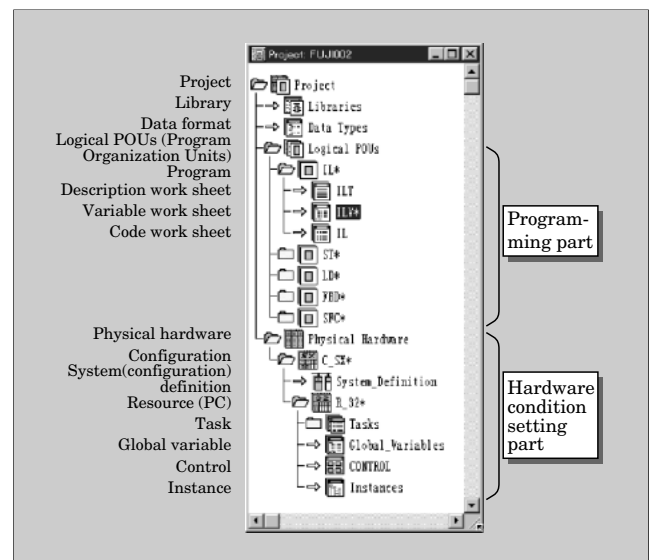 Project: FUJI002
Project
Library
Data format
Logical POUs (Program
Organization Units)
Program
Description work sheet
Variable work sheet
Code work sheet
Physical hardware
Configuration
System(configuration)
definition
Resource (PC)
Task
Global variable
Control
Instance
Project
Libraries
Data Types
Logical POUs
IL*
ILT
ILV*
IL
ST*
LD*
FBD*
SFC*
Physical Hardware
C_SX*
System_Definition
R_32*
Tasks
Global_Variables
CONTROL
Instances
Program-
ming part
Hardware
condition
setting
part